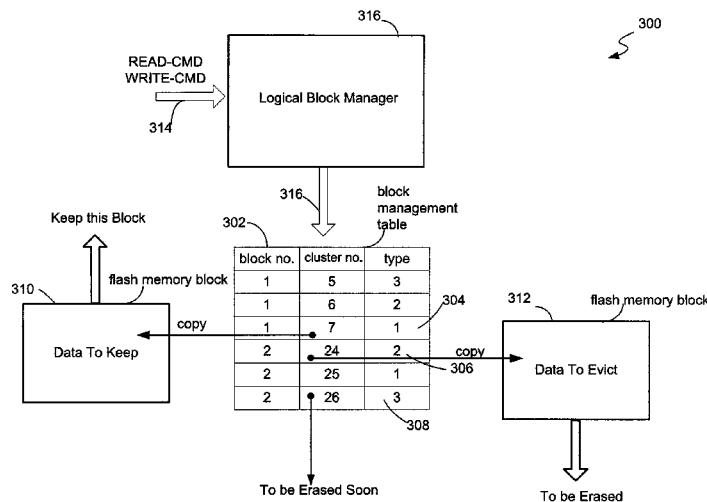 316
300
READ-CMD
WRITE-CMD
314
Logical Block Manager
316
block
management
table
Keep this Block
302
block no. cluster no. type
1 5 3
1 6 2
1 7 1
2 24 2
2 25 1
2 26 3
304
306
308
310
flash memory block
Data To Keep
copy
copy
312
flash memory block
Data To Evict
To be Erased Soon
To be Erased